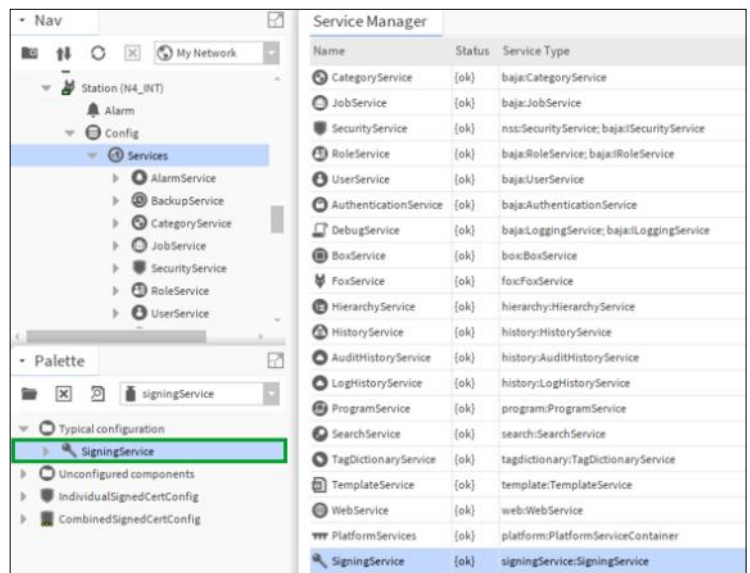 Nav
My Network
Station (N4_INT)
Alarm
Config
Services
AlarmService
BackupService
CategoryService
JobService
SecurityService
RoleService
UserService
Palette
signingService
Typical configuration
SigningService
Unconfigured components
IndividualSignedCertConfig
CombinedSignedCertConfig
Service Manager
Name Status Service Type
CategoryService {ok} baja:CategoryService
JobService {ok} baja:JobService
SecurityService {ok} nss:SecurityService; baja:ISecurityService
RoleService {ok} baja:RoleService; baja:IRoleService
UserService {ok} baja:UserService
AuthenticationService {ok} baja:AuthenticationService
DebugService {ok} baja:LoggingService; baja:ILoggingService
BoxService {ok} box:BoxService
FoxService {ok} fox:FoxService
HierarchyService {ok} hierarchy:HierarchyService
HistoryService {ok} history:HistoryService
AuditHistoryService {ok} history:AuditHistoryService
LogHistoryService {ok} history:LogHistoryService
ProgramService {ok} program:ProgramService
SearchService {ok} search:SearchService
TagDictionaryService {ok} tagdictionary:TagDictionaryService
TemplateService {ok} template:TemplateService
WebService {ok} web:WebService
PlatformServices {ok} platform:PlatformServiceContainer
SigningService {ok} signingService:SigningService